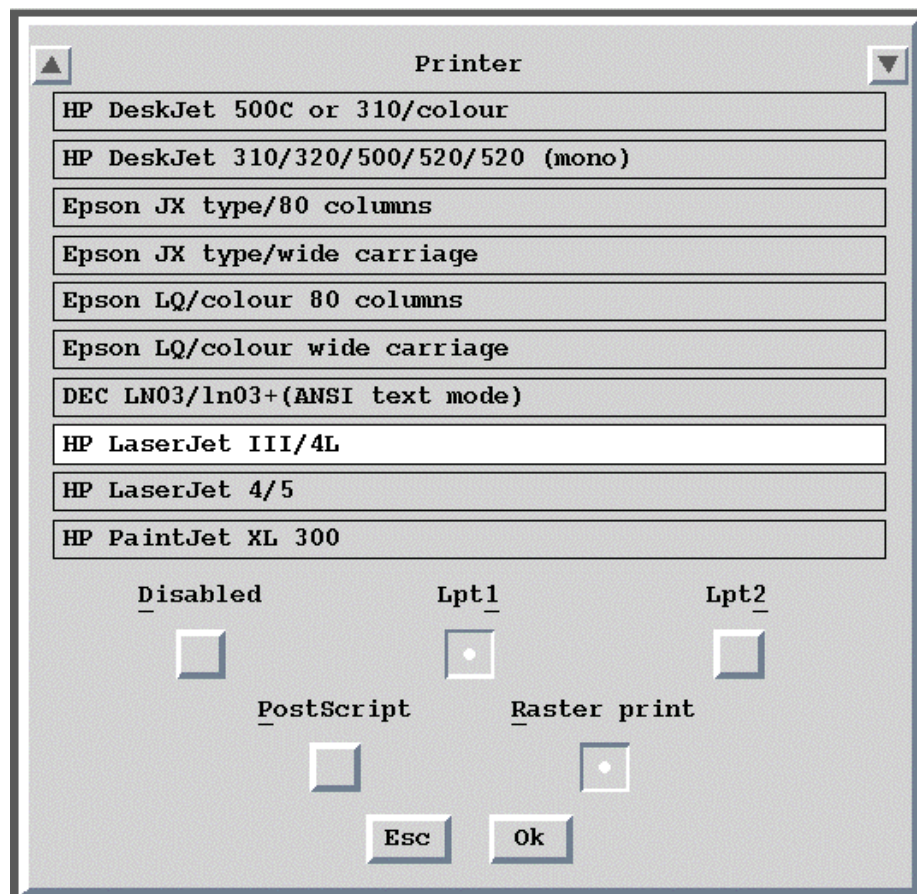 Printer
HP DeskJet 500C or 310/colour
HP DeskJet 310/320/500/520/520 (mono)
Epson JX type/80 columns
Epson JX type/wide carriage
Epson LQ/colour 80 columns
Epson LQ/colour wide carriage
DEC LN03/ln03+(ANSI text mode)
HP LaserJet III/4L
HP LaserJet 4/5
HP PaintJet XL 300
Disabled Lpt1 Lpt2
PostScript Raster print
Esc Ok